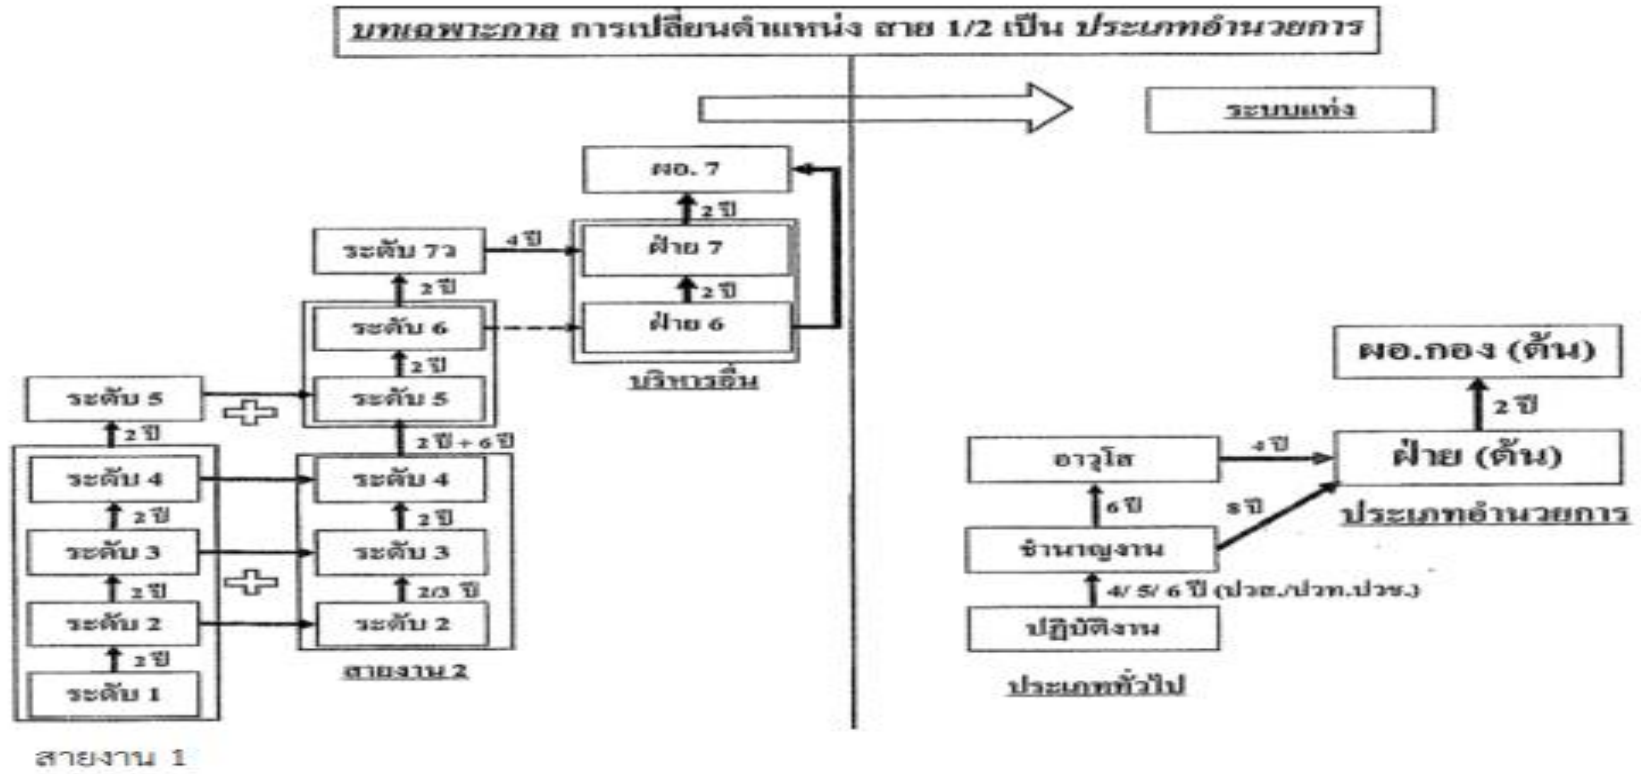 บทเฉพาะกาล การเปลี่ยนตำแหน่ง สาย 1/2 เป็น ประเภทอำนวยการ
ระบบแท่ง
ผอ. 7
2 ปี
ระดับ 7ว
4 ปี
ฝ่าย 7
2 ปี
2 ปี
ระดับ 6
ฝ่าย 6
บริหารอื่น
2 ปี
ระดับ 5
ระดับ 5
2 ปี
2 ปี + 6 ปี
ระดับ 4
ระดับ 4
2 ปี
2 ปี
ระดับ 3
ระดับ 3
2 ปี
2/3 ปี
ระดับ 2
ระดับ 2
2 ปี
สายงาน 2
ระดับ 1
สายงาน 1
ผอ.กอง (ต้น)
2 ปี
อาวุโส
4 ปี
ฝ่าย (ต้น)
6 ปี
8 ปี
ประเภทอำนวยการ
ชำนาญงาน
4/ 5/ 6 ปี (ปวส./ปวท.ปวช.)
ปฏิบัติงาน
ประเภททั่วไป